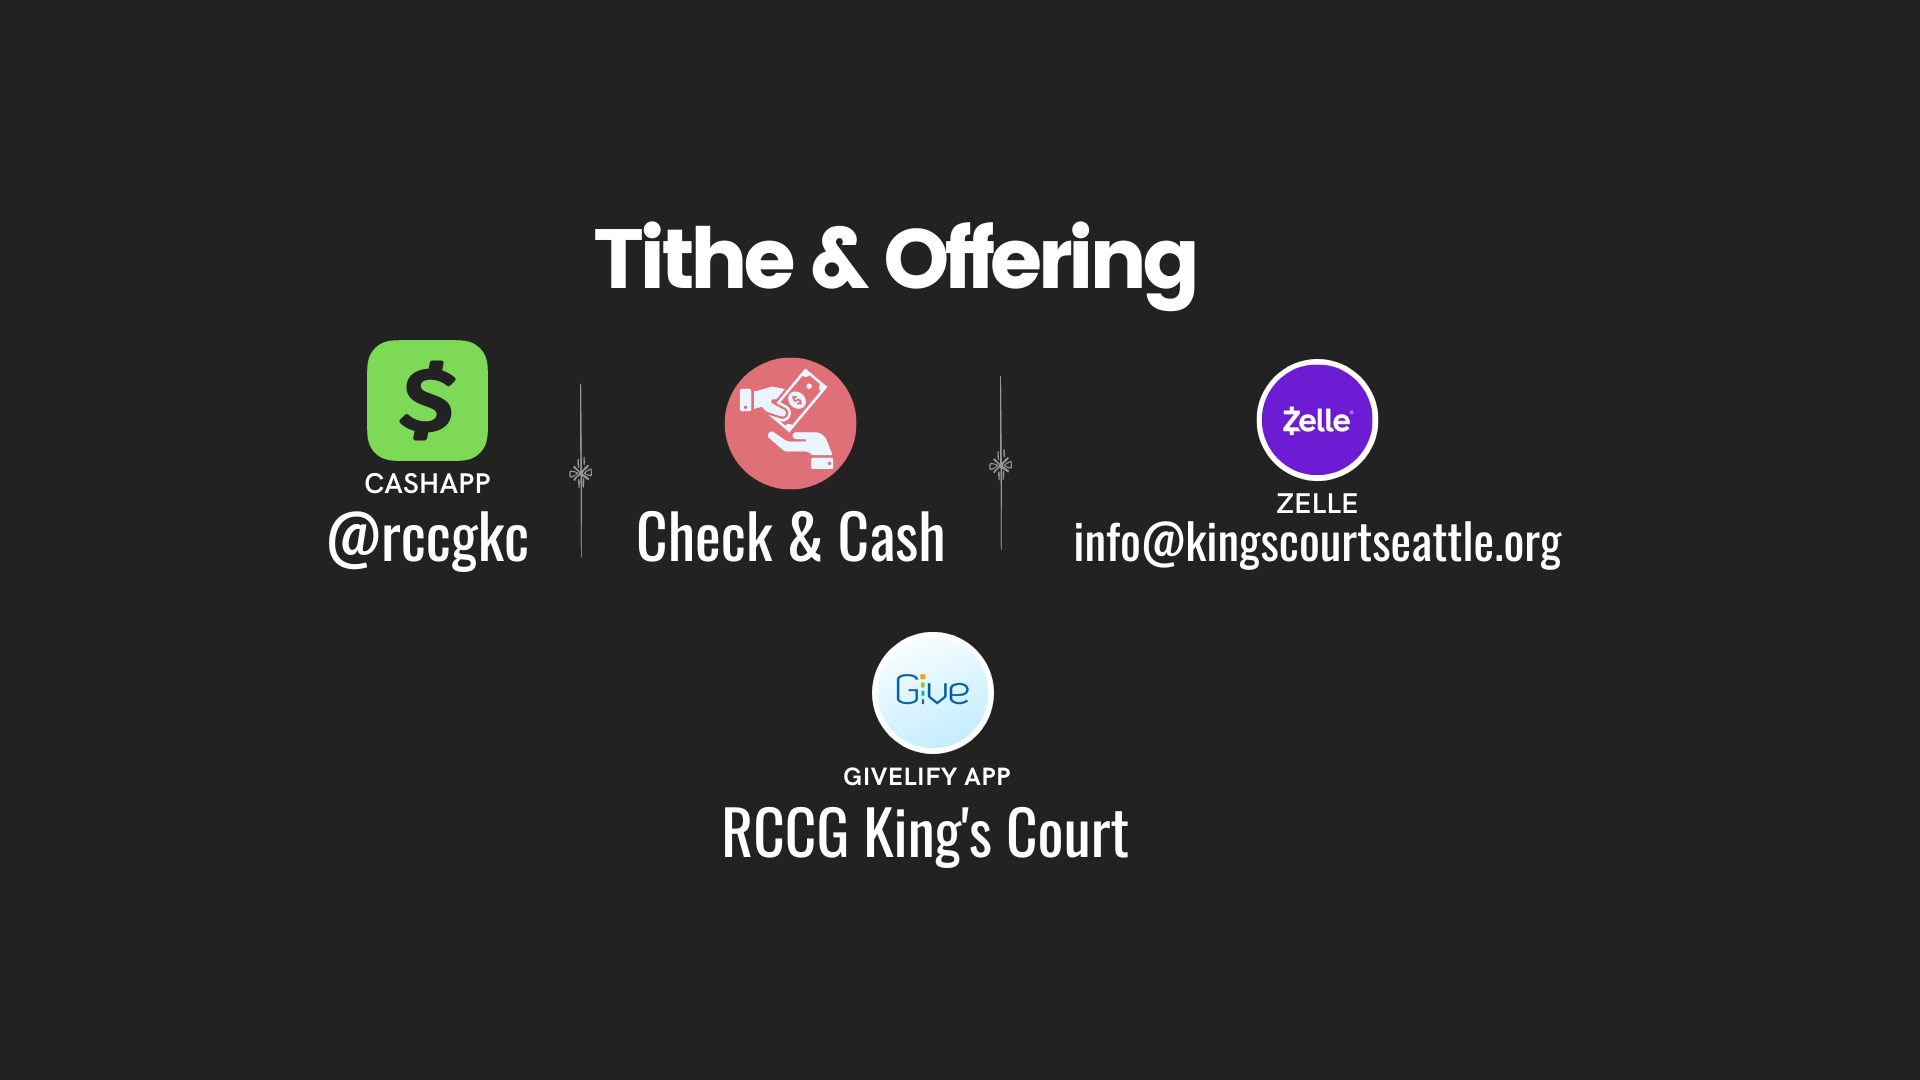 Tithe & Offering
$
CASHAPP
@rccgkc
$
Check & Cash
Zelle
ZELLE
info@kingscourtseattle.org
Give
GIVELIFY APP
RCCG King's Court